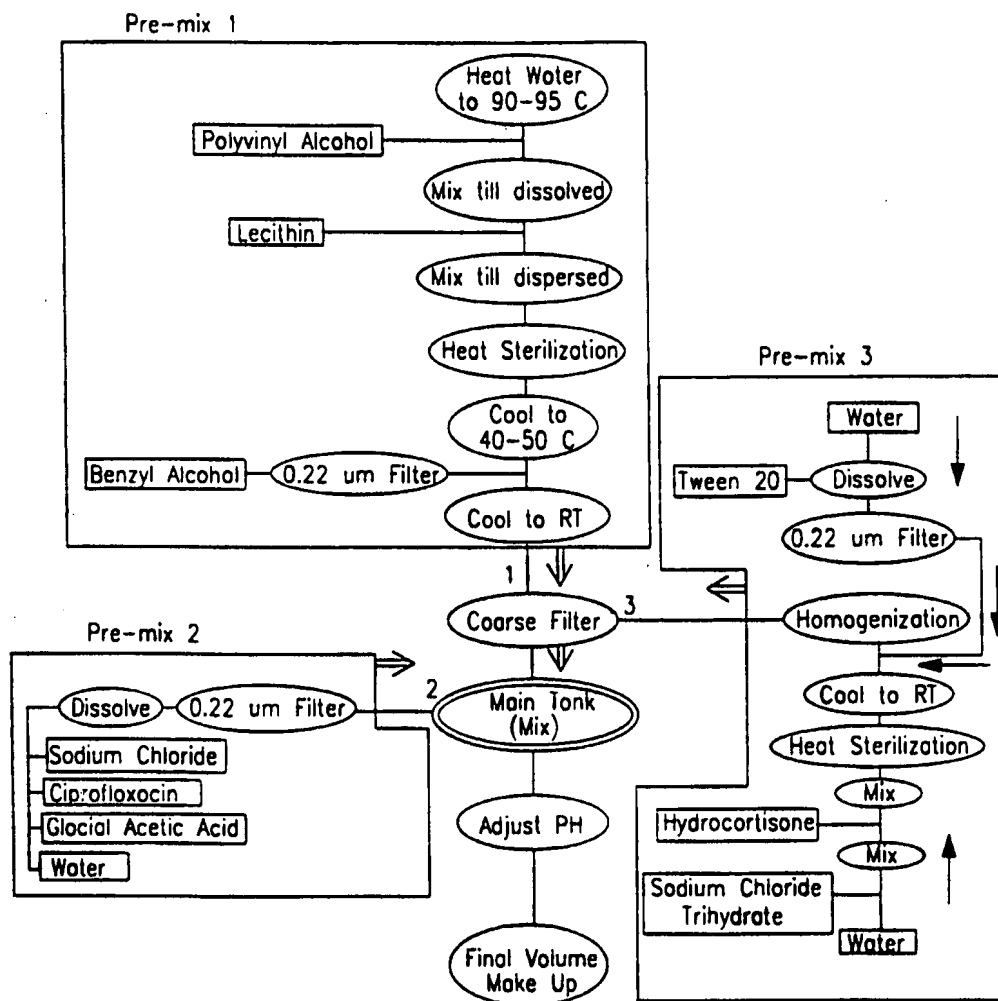 Pre-mix 1
Heat Woter
to 90-95 C
Polyvinyl Alcohol
Mix till dissolved
Lecithin
Mix till dispersed
Heat Sterilization
Cool to
40-50 C
Benzyl Alcohol
0.22 um Filter
Cool to RT
1
Coarse Filter
3
Pre-mix 3
Water
Tween 20
Dissolve
0.22 um Filter
Homogenization
Cool to RT
Heat Sterilization
Mix
Hydrocortisone
Mix
Sodium Chloride
Trihydrate
Water
Pre-mix 2
Dissolve
0.22 um Filter
2
Sodium Chloride
Ciprofloxocin
Glocial Acetic Acid
Water
Main Tonk
(Mix)
Adjust PH
Final Volume
Make Up